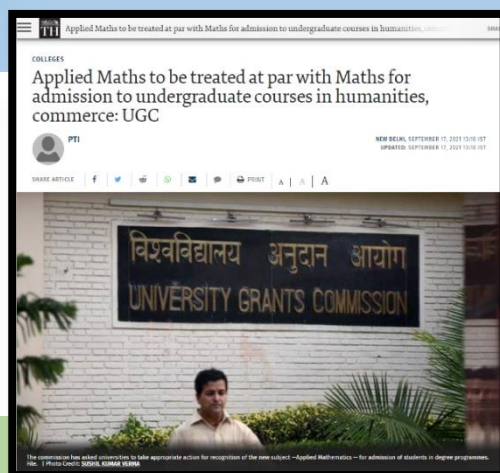 TH Applied Maths to be treated at par with Maths for admission to undergraduate courses in humanities,
COLLEGES
Applied Maths to be treated at par with Maths for
admission to undergraduate courses in humanities,
commerce: UGC
PTI
NEW DELHI, SEPTEMBER 17, 2021 13:10 IST
UPDATED: SEPTEMBER 17, 2021 13:10 IST
SHARE ARTICLE PRINT A | A | A
विश्वविद्यालय अनुदान आयोग
UNIVERSITY GRANTS COMMISSION
The commission has asked universities to take appropriate action for recognition of the new subject —Applied Mathematics — for admission of students in degree programmes.
File. | Photo Credit: SUSHIL KUMAR VERMA